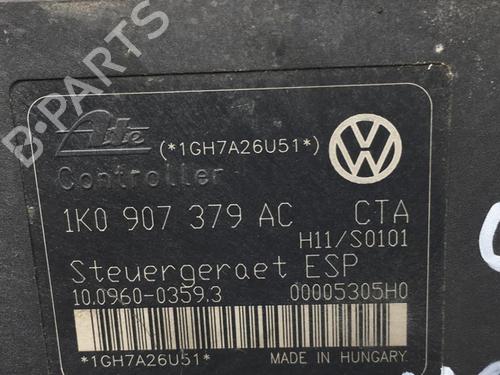 B-PARTS
Ate (*1GH7A26U51*)
Controller
1K0 907 379 AC CTA
H11/S0101
Steuergeraet ESP
10.0960-0359.3 00005305H0
*1GH7A26U51* MADE IN HUNGARY